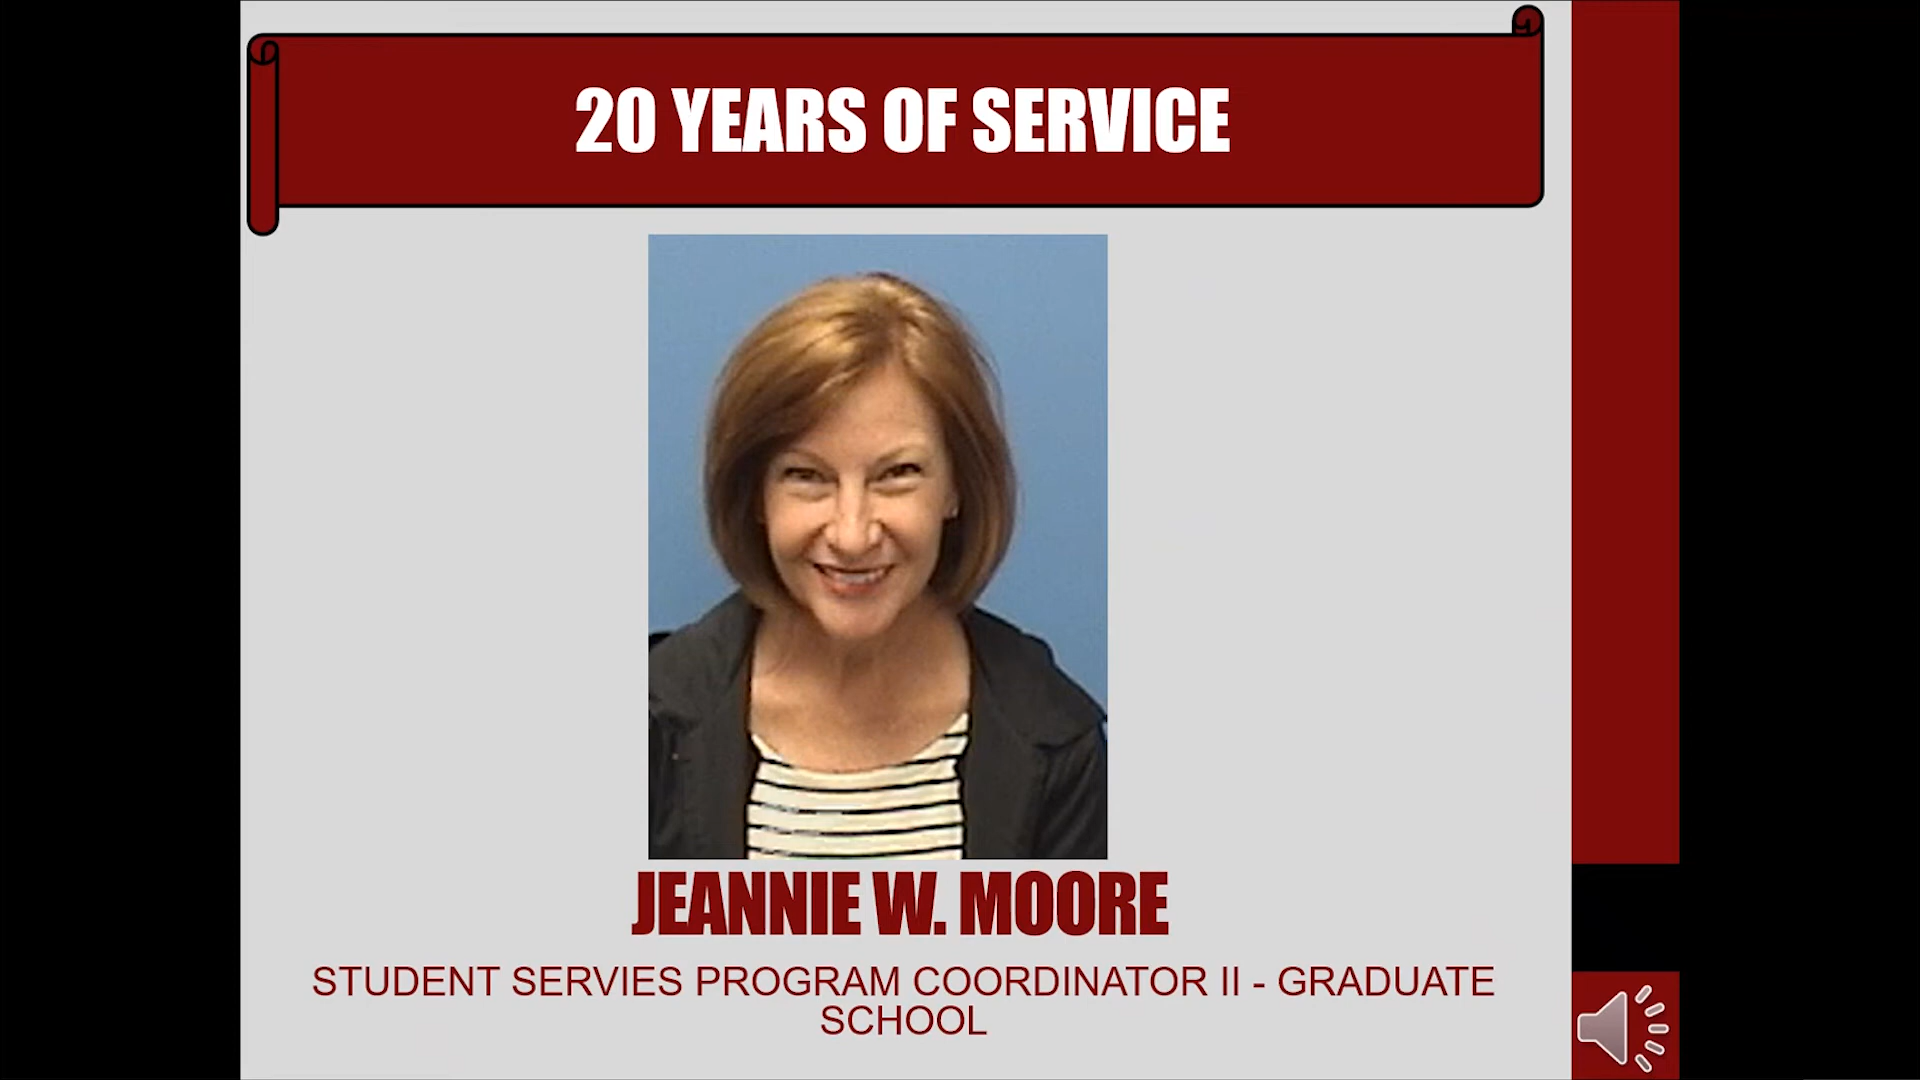 20 YEARS OF SERVICE
JEANNIE W. MOORE
STUDENT SERVIES PROGRAM COORDINATOR II - GRADUATE
SCHOOL